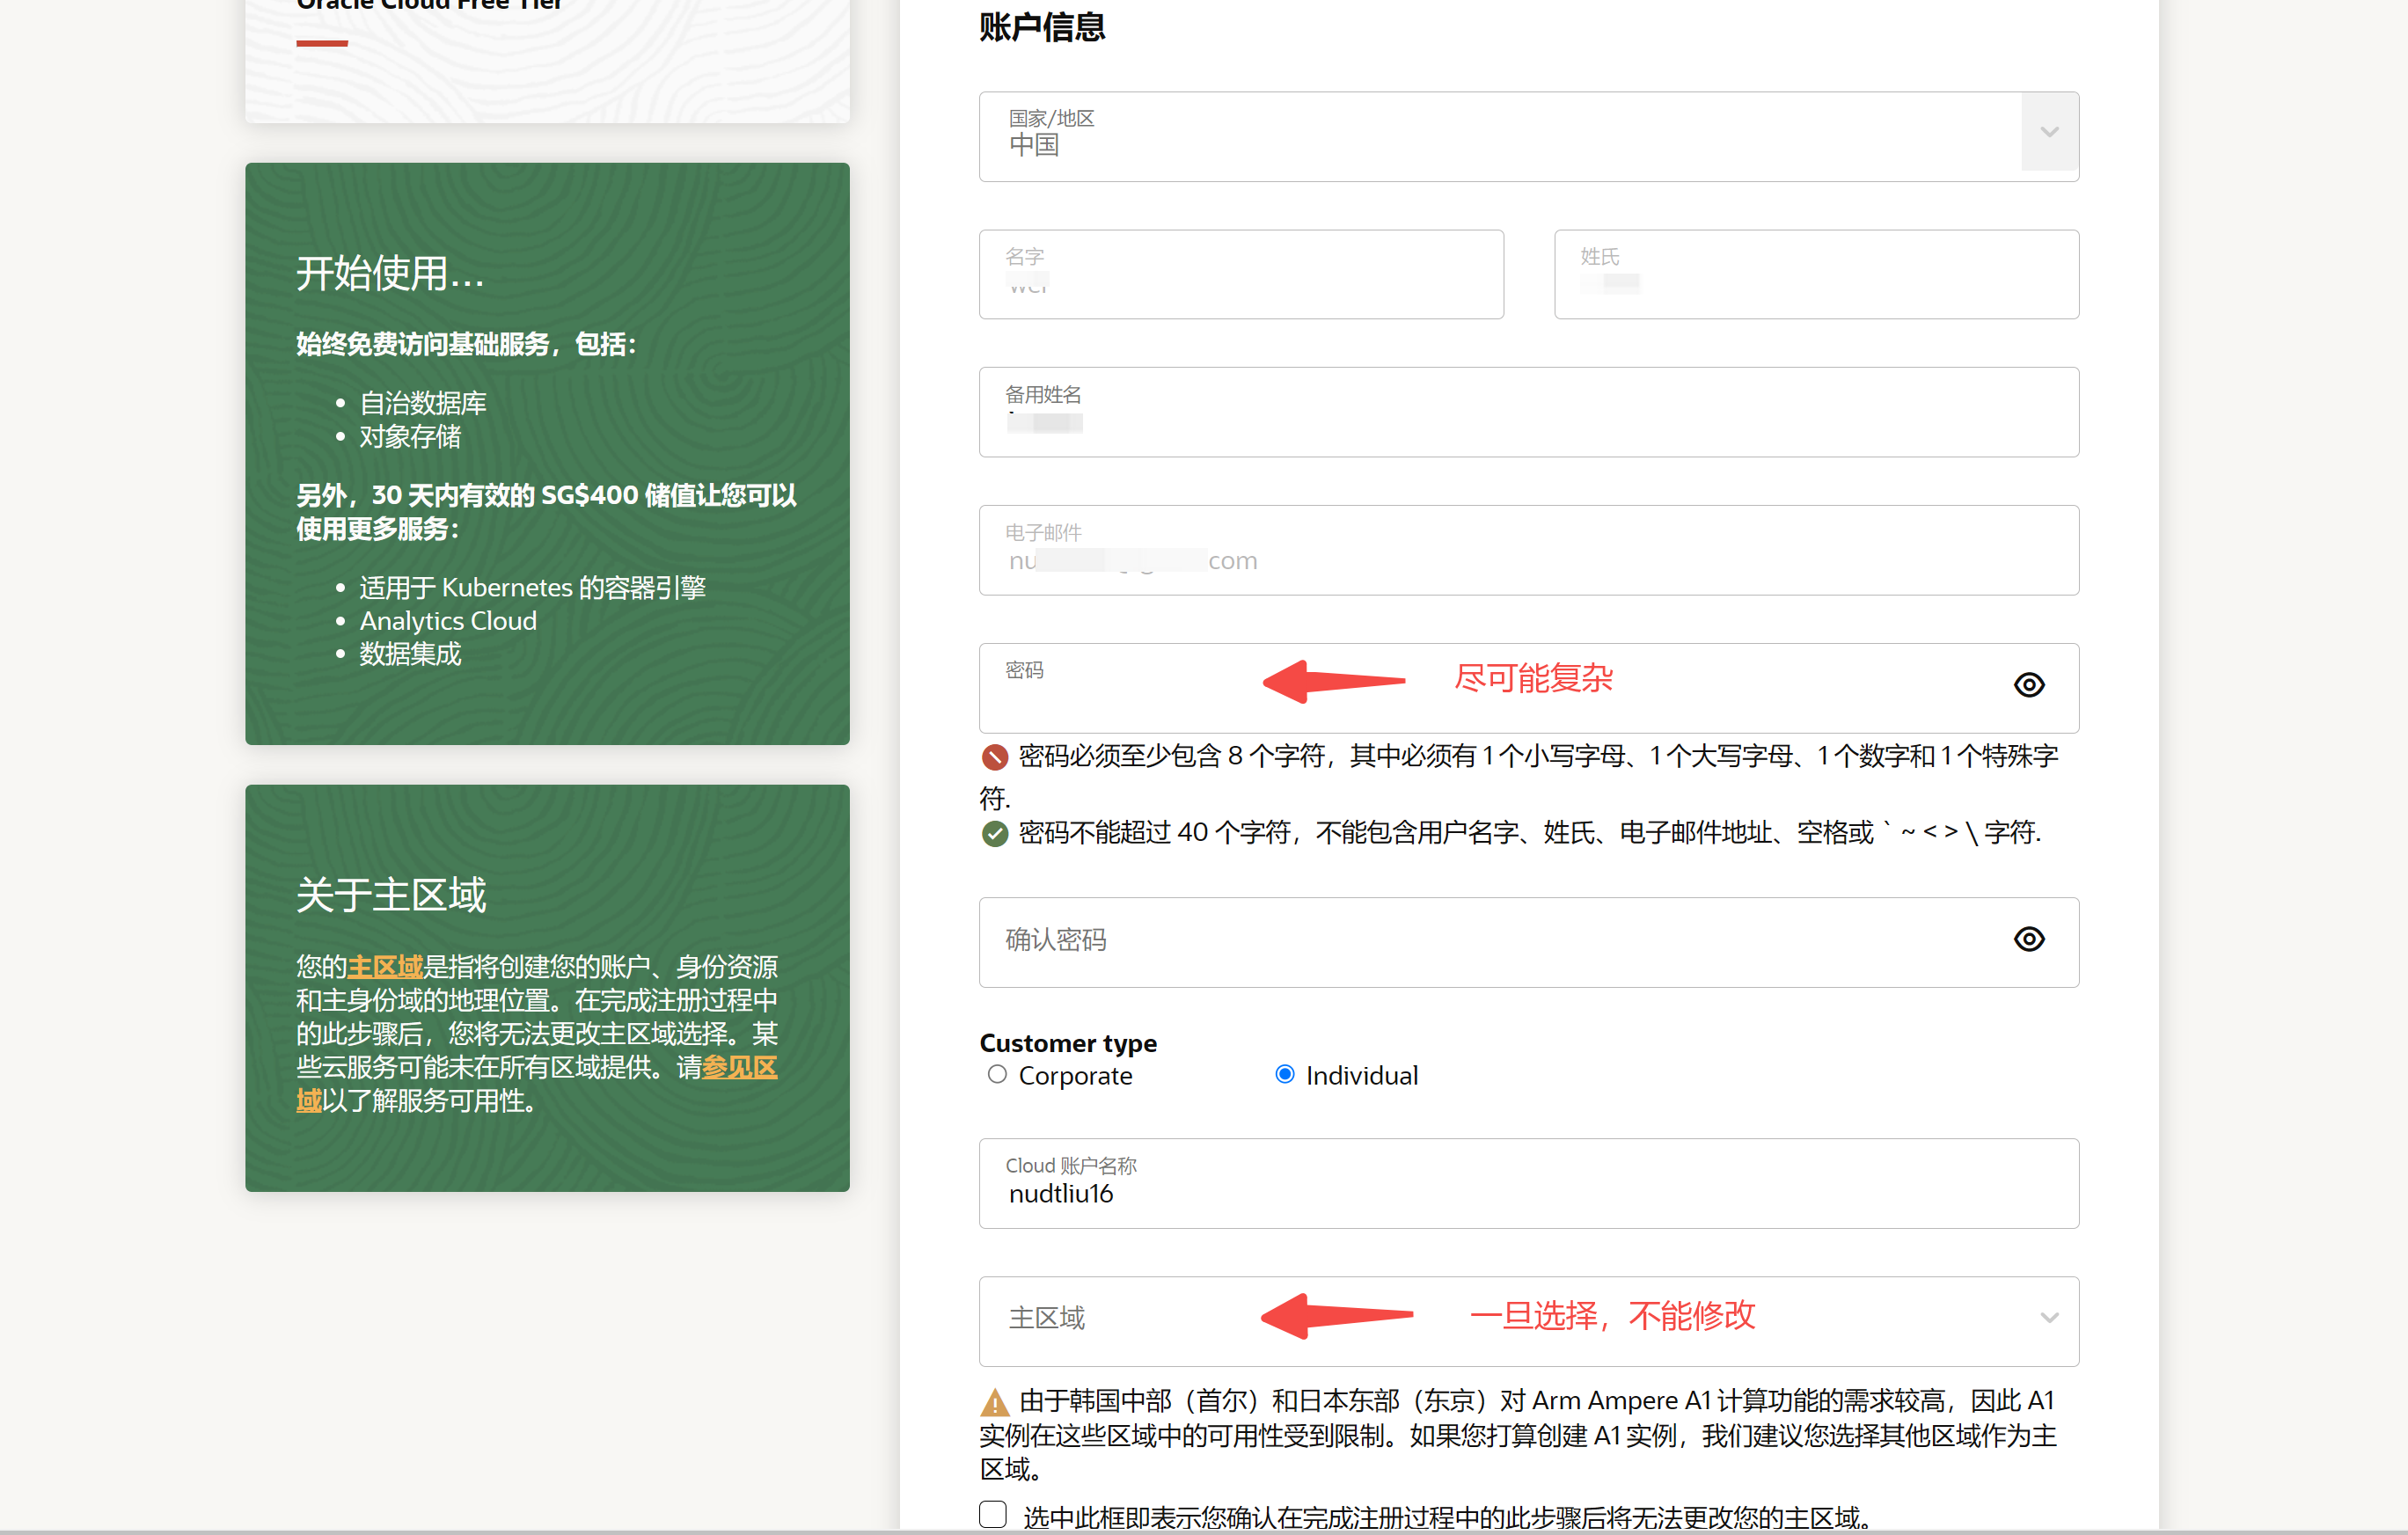 Oracle Cloud Free Tier
开始使用...
始终免费访问基础服务，包括：
自治数据库
对象存储
另外，30 天内有效的 SG$400 储值让您可以
使用更多服务：
适用于 Kubernetes 的容器引擎
Analytics Cloud
数据集成
关于主区域
您的主区域是指将创建您的账户、身份资源
和主身份域的地理位置。在完成注册过程中
的此步骤后，您将无法更改主区域选择。某
些云服务可能未在所有区域提供。请参见区
域以了解服务可用性。
账户信息
国家/地区
中国
名字
姓氏
备用姓名
电子邮件
nu com
密码
尽可能复杂
密码必须至少包含 8 个字符，其中必须有 1 个小写字母、1 个大写字母、1 个数字和 1 个特殊字
符.
密码不能超过 40 个字符，不能包含用户名字、姓氏、电子邮件地址、空格或 ` ~ < > \ 字符.
确认密码
Customer type
Corporate Individual
Cloud 账户名称
nudtliu16
主区域
一旦选择，不能修改
由于韩国中部（首尔）和日本东部（东京）对 Arm Ampere A1 计算功能的需求较高，因此 A1
实例在这些区域中的可用性受到限制。如果您打算创建 A1 实例，我们建议您选择其他区域作为主
区域。
选中此框即表示您确认在完成注册过程中的此步骤后将无法更改您的主区域。